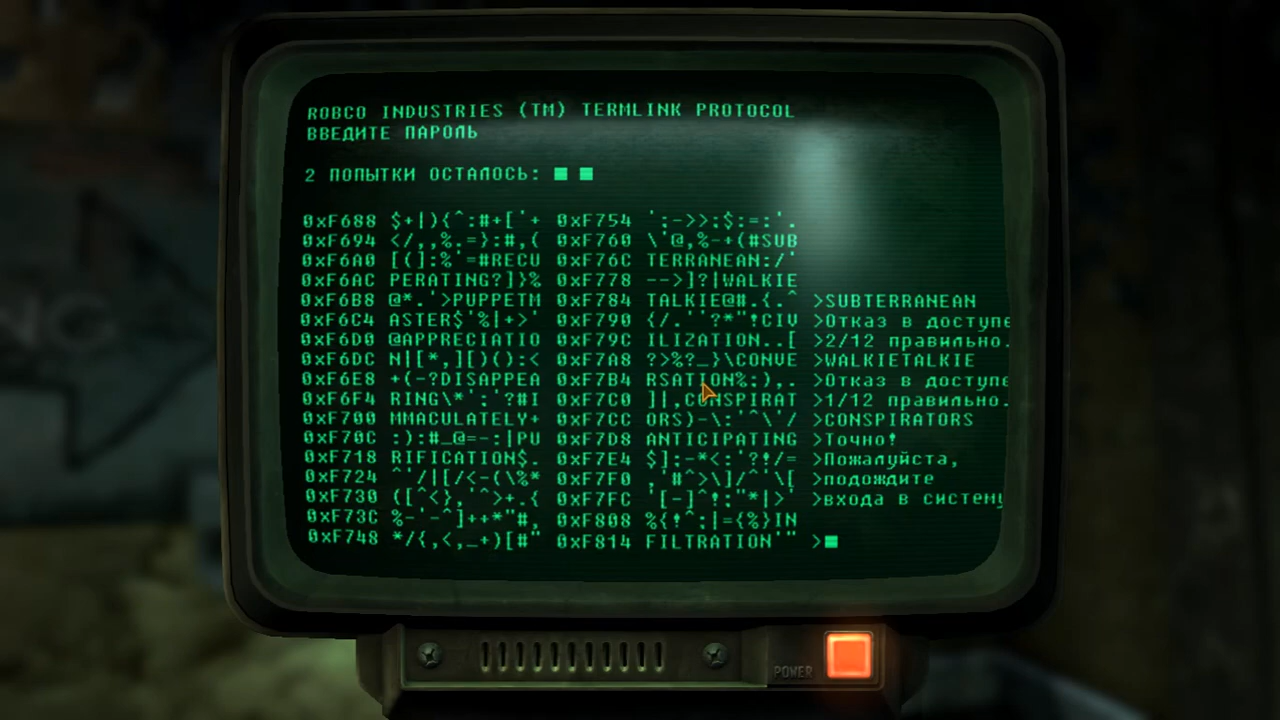 ROBCO INDUSTRIES (TM) TERMLINK PROTOCOL
ВВЕДИТЕ ПАРОЛЬ
2 ПОПЫТКИ ОСТАЛОСЬ: ■ ■
0xF688 $+|){^:#+['+ 0xF754 ':->>:$:=:'.
0xF694 </,,%.=}:#,( 0xF760 \'@,%-+(#SUB
0xF6A0 [(]:%'=#RECU 0xF76C TERRANEAN:/'
0xF6AC PERATING?]}% 0xF778 -->]?|WALKIE
0xF6B8 @*.'>PUPPETM 0xF784 TALKIE@#.{.^ >SUBTERRANEAN
0xF6C4 ASTER$'%|+>' 0xF790 {/.''?*"!CIV >Отказ в доступе
0xF6D0 @APPRECIATIO 0xF79C ILIZATION..[ >2/12 правильно.
0xF6DC N|[*,][)():< 0xF7A8 ?>%?_}\CONVE >WALKIETALKIE
0xF6E8 +(-?DISAPPEA 0xF7B4 RSATION%;),. >Отказ в доступе
0xF6F4 RING\*';'?#I 0xF7C0 ]|,CONSPIRAT >1/12 правильно.
0xF700 MMACULATELY+ 0xF7CC ORS)-\:'^\'/ >CONSPIRATORS
0xF70C :):#_@=-:|PU 0xF7D8 ANTICIPATING >Точно!
0xF718 RIFICATION$. 0xF7E4 $];-*<:'?!/= >Пожалуйста,
0xF724 ^'/|[/<-(\%* 0xF7F0 ,'#^>\]/^'\[ >подождите
0xF730 ([^<},'^>+.{ 0xF7FC '[-]^!;"*|>' >входа в систему
0xF73C %-'-^]++*"#, 0xF808 %{!^;|={%}IN
0xF748 */{,<,_+)[#" 0xF814 FILTRATION'" >■
POWER